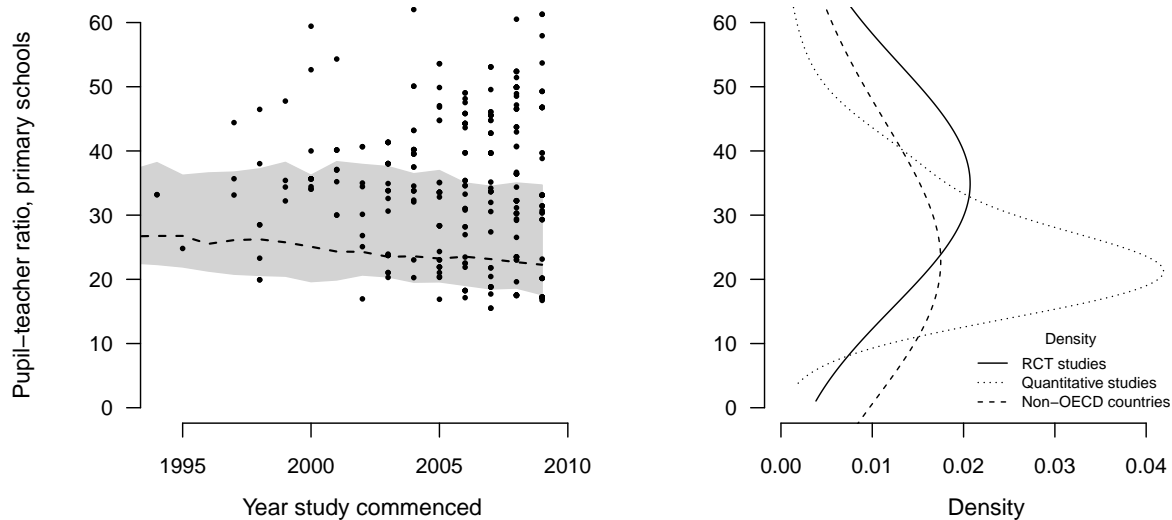 Pupil−teacher ratio, primary schools
60
50
40
30
20
10
0
1995 2000 2005 2010
Year study commenced
60
50
40
30
20
10
0
Density
RCT studies
Quantitative studies
Non−OECD countries
0.00 0.01 0.02 0.03 0.04
Density